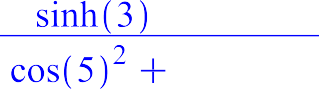 sinh(3)
cos(5)² +